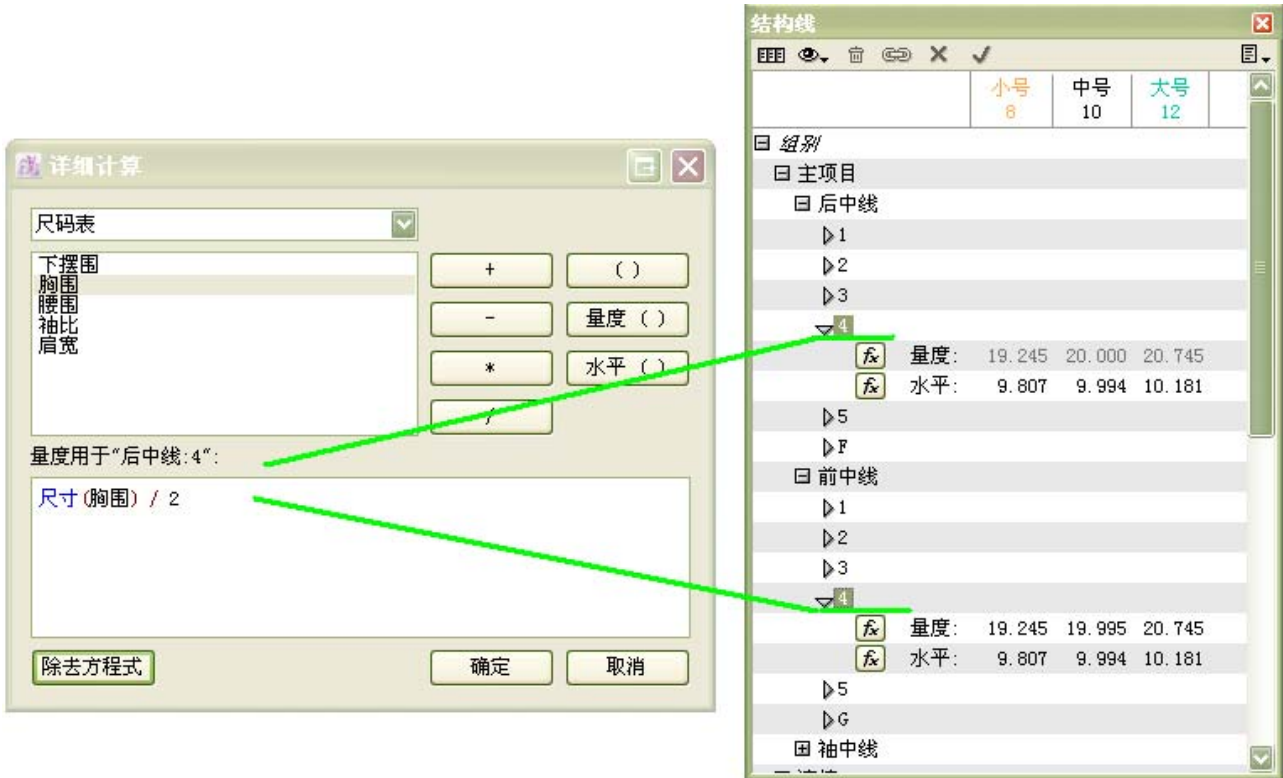 详细计算
尺码表
下摆围
胸围
腰围
袖比
肩宽
+
( )
-
量度 ( )
*
水平 ( )
/
量度用于"后中线:4":
尺寸(胸围) / 2
除去方程式
确定
取消
结构线
小号 中号 大号
8 10 12
组别
主项目
后中线
1
2
3
4
fx 量度: 19.245 20.000 20.745
fx 水平: 9.807 9.994 10.181
5
F
前中线
1
2
3
4
fx 量度: 19.245 19.995 20.745
fx 水平: 9.807 9.994 10.181
5
G
袖中线